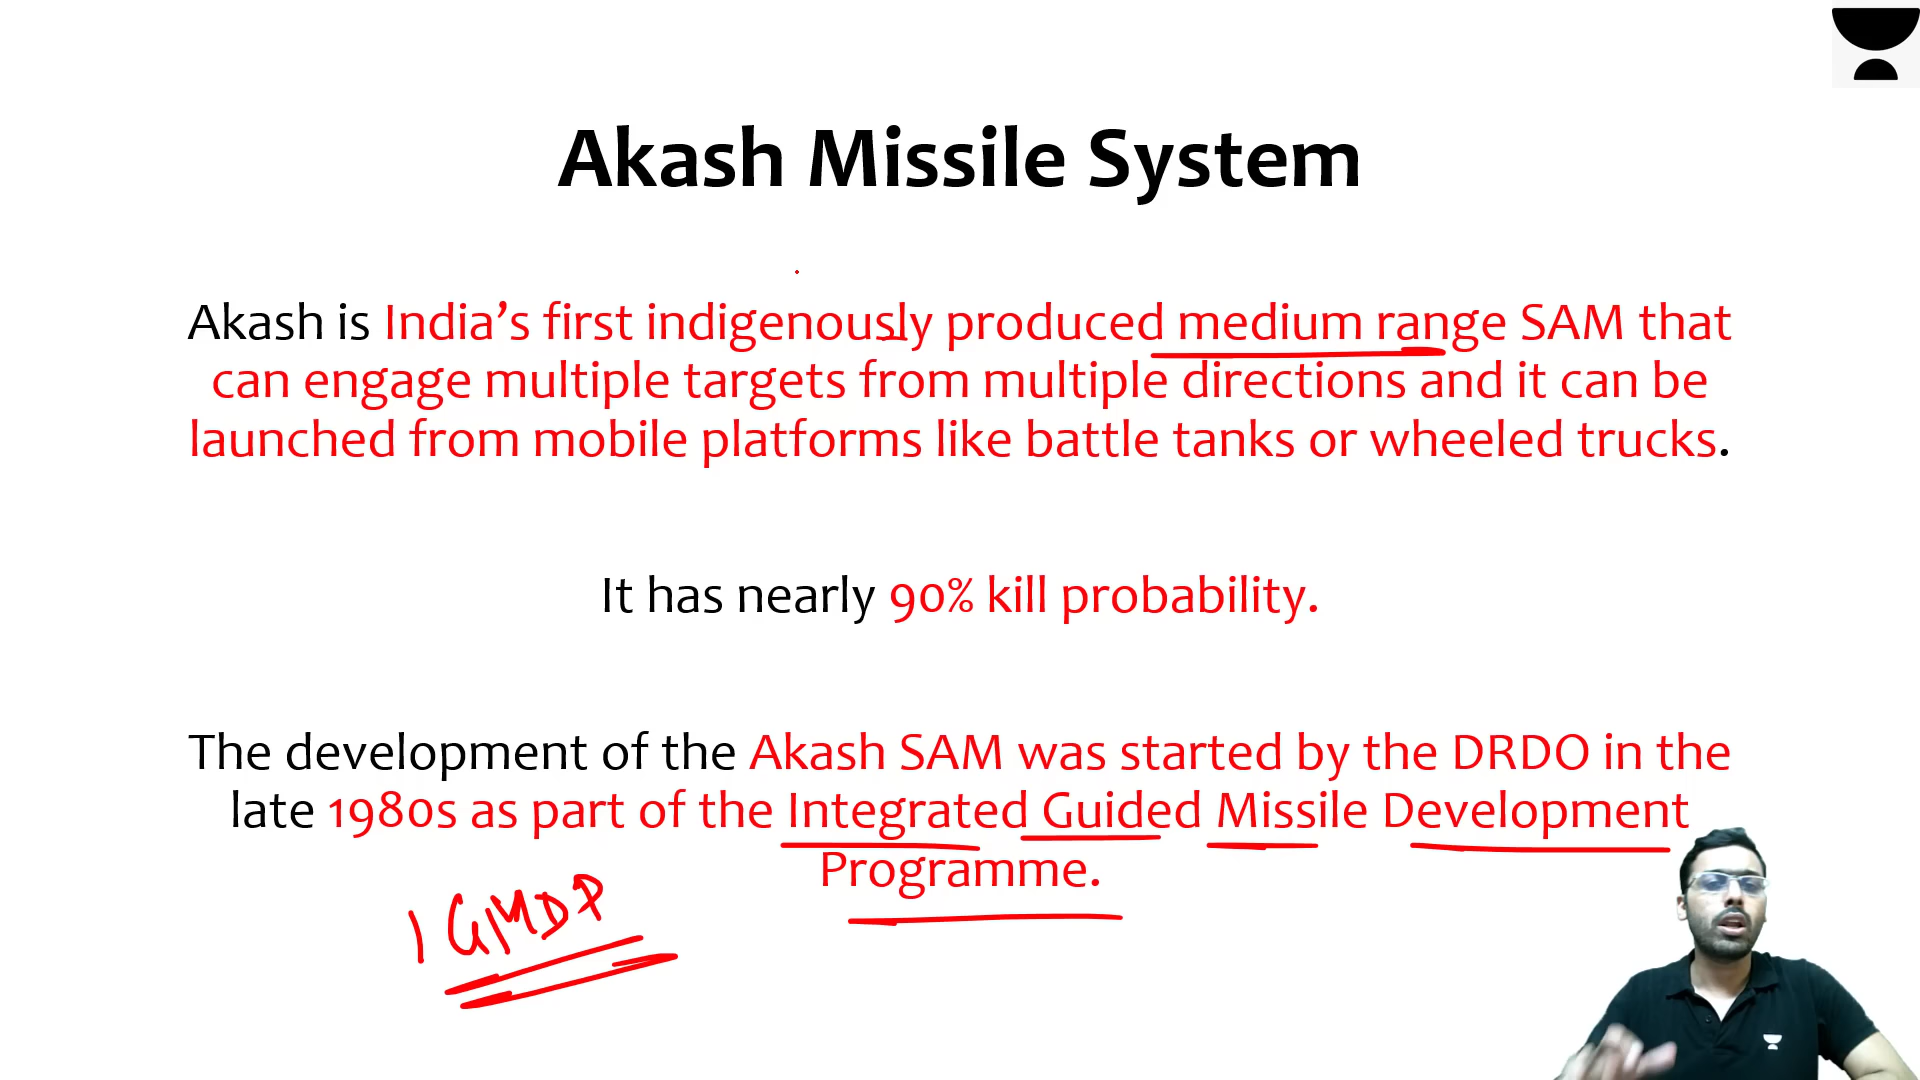 Akash Missile System
Akash is India’s first indigenously produced medium range SAM that
can engage multiple targets from multiple directions and it can be
launched from mobile platforms like battle tanks or wheeled trucks.
It has nearly 90% kill probability.
The development of the Akash SAM was started by the DRDO in the
late 1980s as part of the Integrated Guided Missile Development
Programme.
IGMDP